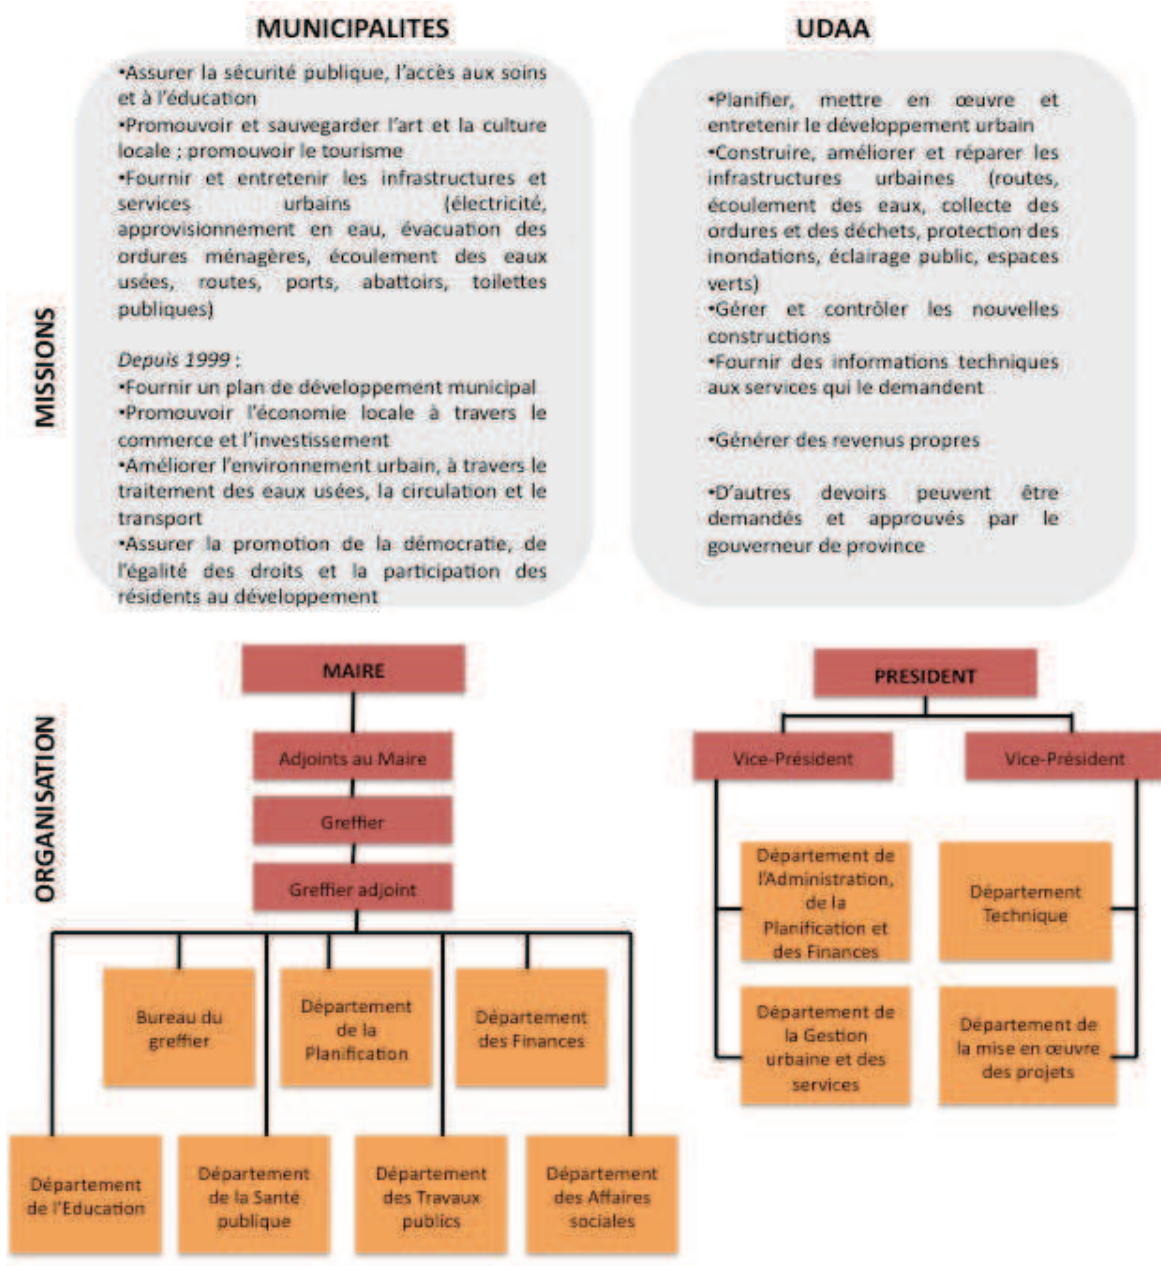 MUNICIPALITES
•Assurer la sécurité publique, l'accès aux soins
et à l'éducation
•Promouvoir et sauvegarder l'art et la culture
locale ; promouvoir le tourisme
•Fournir et entretenir les infrastructures et
services urbains (électricité,
approvisionnement en eau, évacuation des
ordures ménagères, écoulement des eaux
usées, routes, ports, abattoirs, toilettes
publiques)
Depuis 1999 :
•Fournir un plan de développement municipal
•Promouvoir l'économie locale à travers le
commerce et l'investissement
•Améliorer l'environnement urbain, à travers le
traitement des eaux usées, la circulation et le
transport
•Assurer la promotion de la démocratie, de
l'égalité des droits et la participation des
résidents au développement
UDAA
•Planifier, mettre en œuvre et
entretenir le développement urbain
•Construire, améliorer et réparer les
infrastructures urbaines (routes,
écoulement des eaux, collecte des
ordures et des déchets, protection des
inondations, éclairage public, espaces
verts)
•Gérer et contrôler les nouvelles
constructions
•Fournir des informations techniques
aux services qui le demandent
•Générer des revenus propres
•D'autres devoirs peuvent être
demandés et approuvés par le
gouverneur de province
MISSIONS
ORGANISATION
MAIRE
Adjoints au Maire
Greffier
Greffier adjoint
Bureau du
greffier
Département
de la
Planification
Département
des Finances
Département
de l'Education
Département
de la Santé
publique
Département
des Travaux
publics
Département
des Affaires
sociales
PRESIDENT
Vice-Président
Vice-Président
Département de
l'Administration,
de la
Planification et
des Finances
Département
Technique
Département de
la Gestion
urbaine et des
services
Département de
la mise en œuvre
des projets